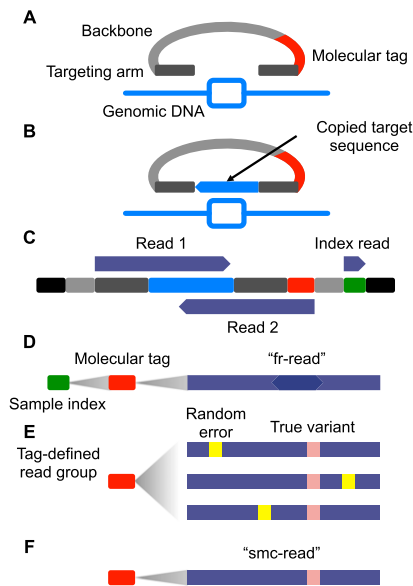 A
Backbone
Molecular tag
Targeting arm
Genomic DNA
B
Copied target
sequence
C
Read 1
Index read
Read 2
D
Molecular tag
“fr-read”
Sample index
E
Random
error
True variant
Tag-defined
read group
F
“smc-read”